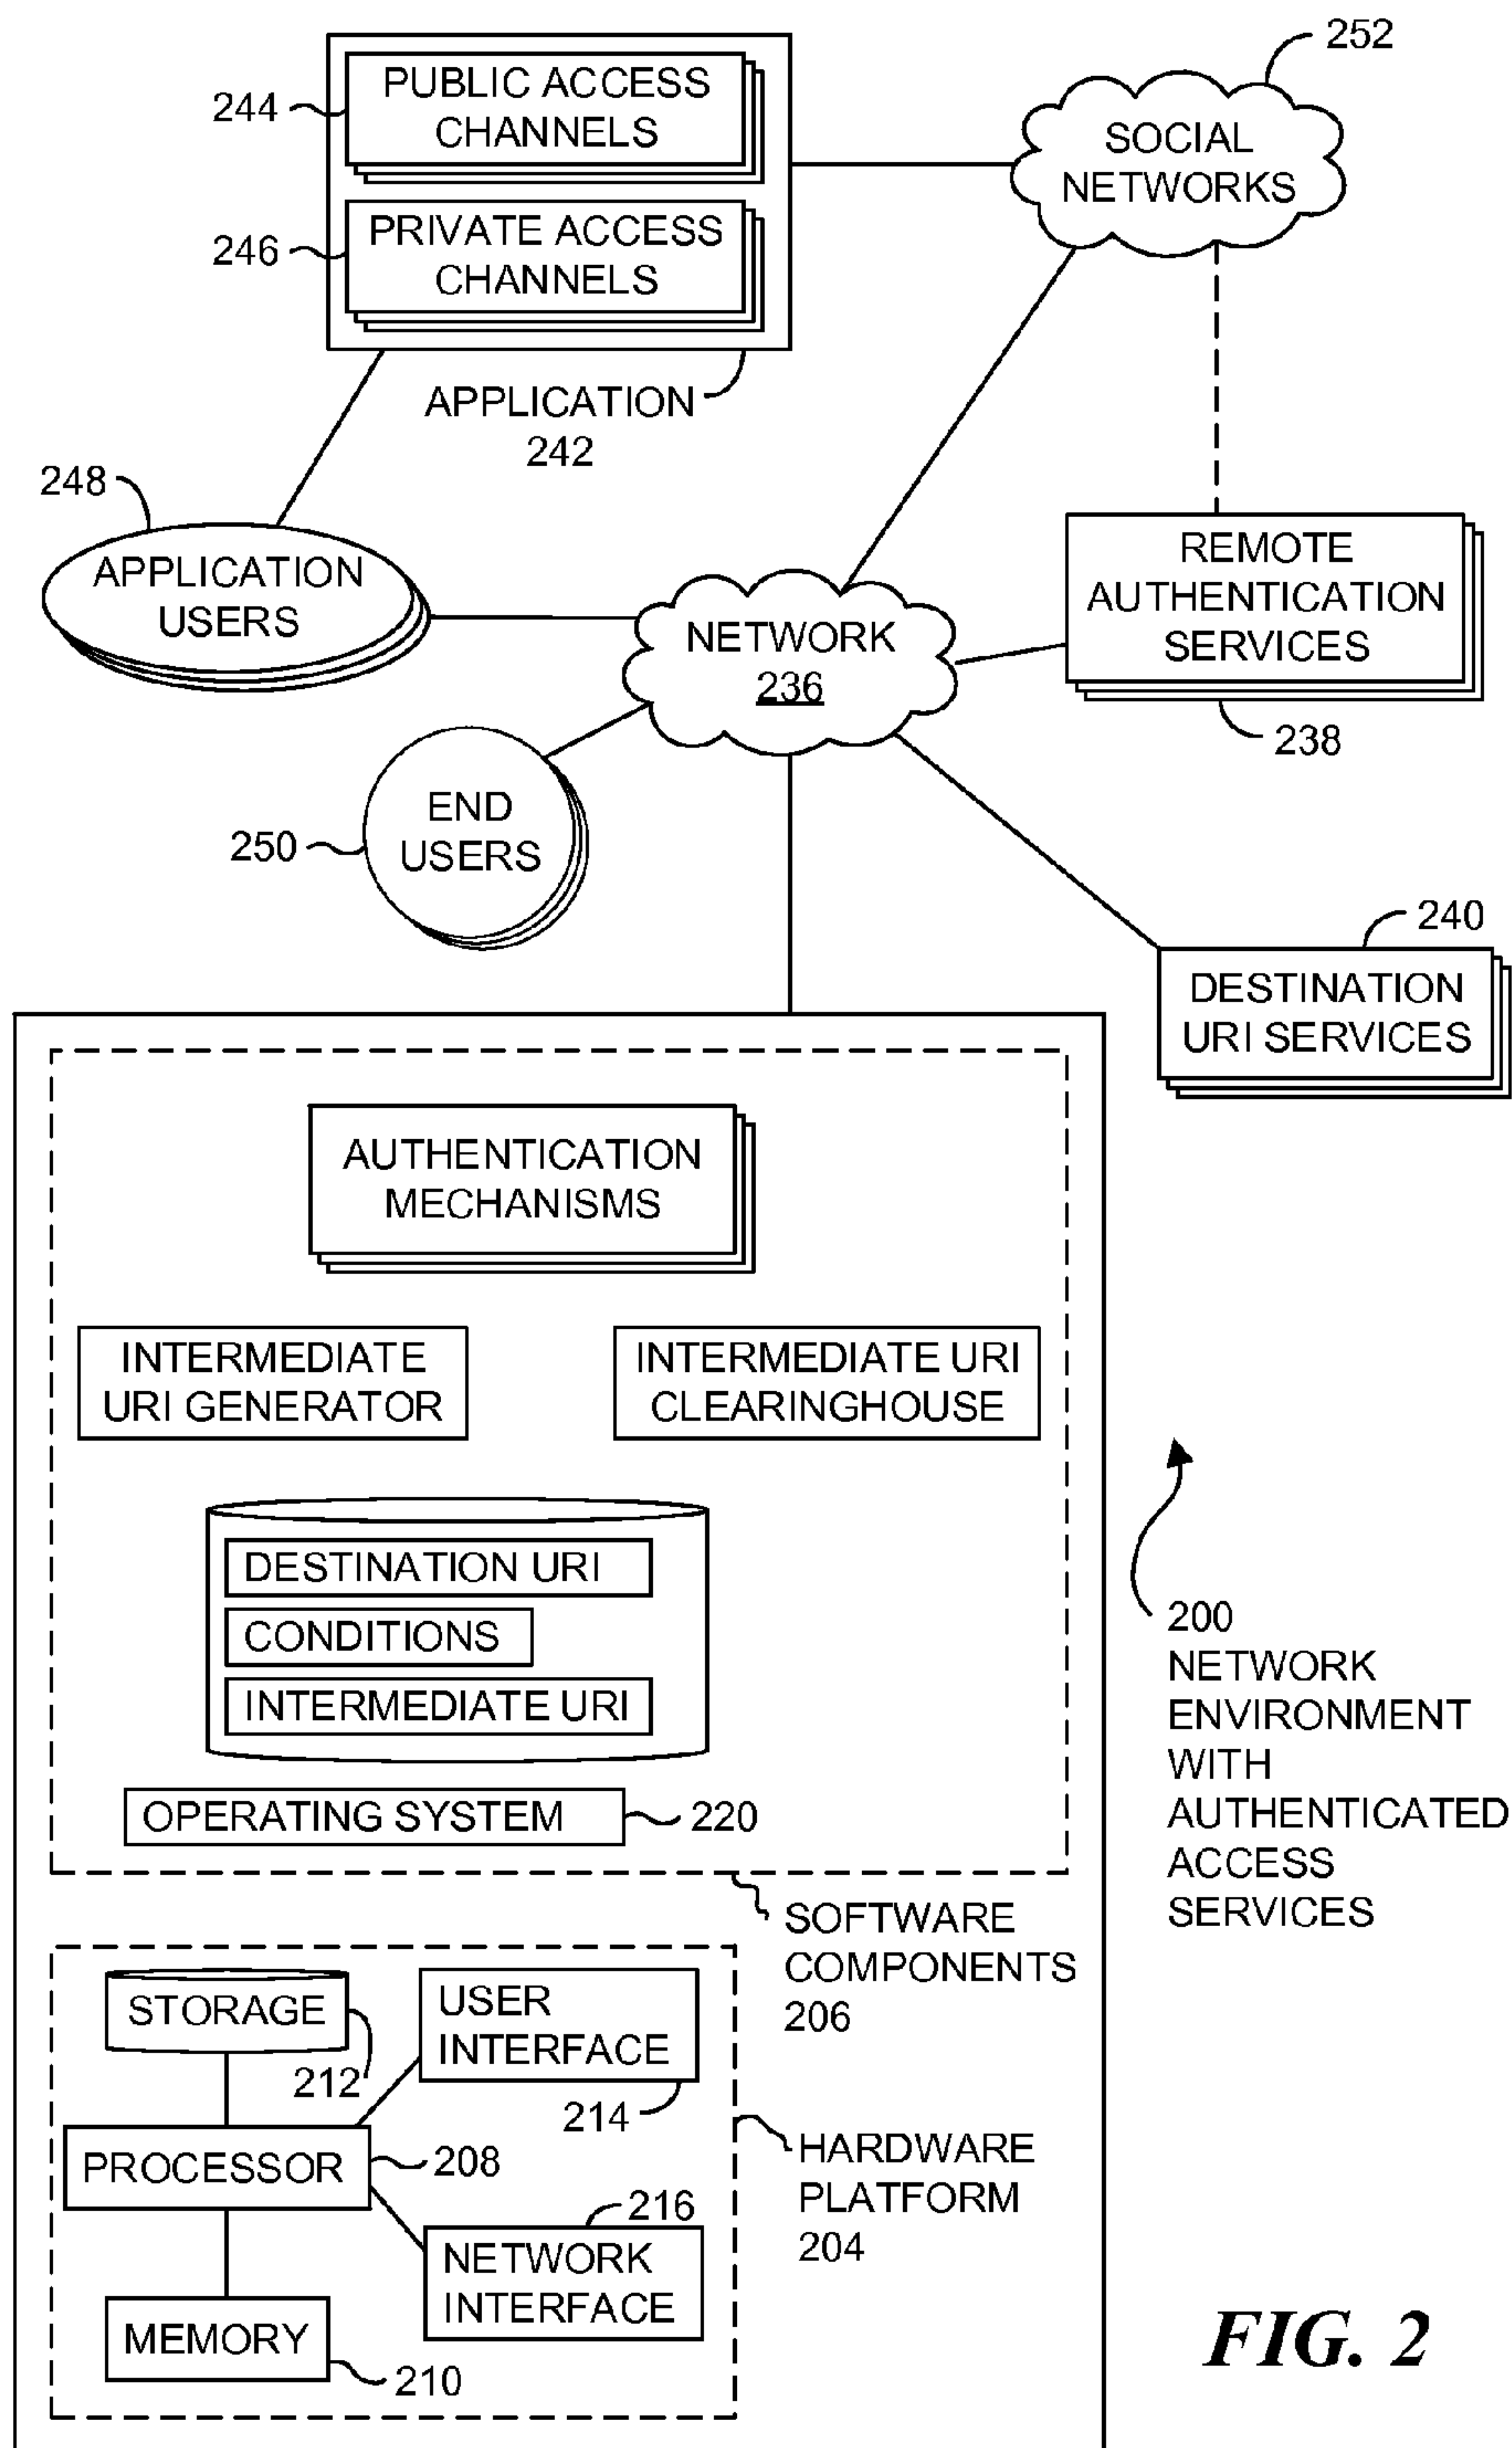 252
PUBLIC ACCESS
CHANNELS
244
SOCIAL
NETWORKS
PRIVATE ACCESS
CHANNELS
246
APPLICATION
242
248
APPLICATION
USERS
REMOTE
AUTHENTICATION
SERVICES
238
NETWORK
236
END
USERS
250
240
DESTINATION
URI SERVICES
AUTHENTICATION
MECHANISMS
INTERMEDIATE
URI GENERATOR
INTERMEDIATE URI
CLEARINGHOUSE
DESTINATION URI
CONDITIONS
INTERMEDIATE URI
OPERATING SYSTEM
220
200
NETWORK
ENVIRONMENT
WITH
AUTHENTICATED
ACCESS
SERVICES
SOFTWARE
COMPONENTS
206
STORAGE
212
USER
INTERFACE
214
PROCESSOR
208
HARDWARE
PLATFORM
204
216
NETWORK
INTERFACE
MEMORY
210
FIG. 2